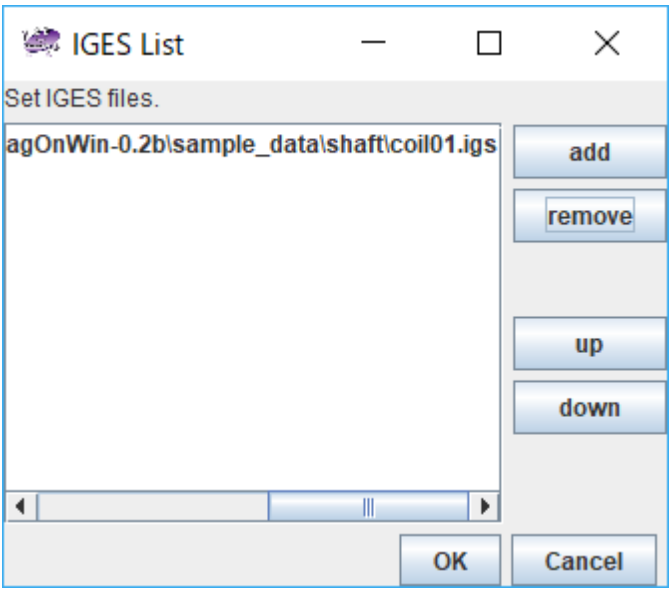 IGES List
Set IGES files.
agOnWin-0.2b\sample_data\shaft\coil01.igs
add
remove
up
down
OK
Cancel